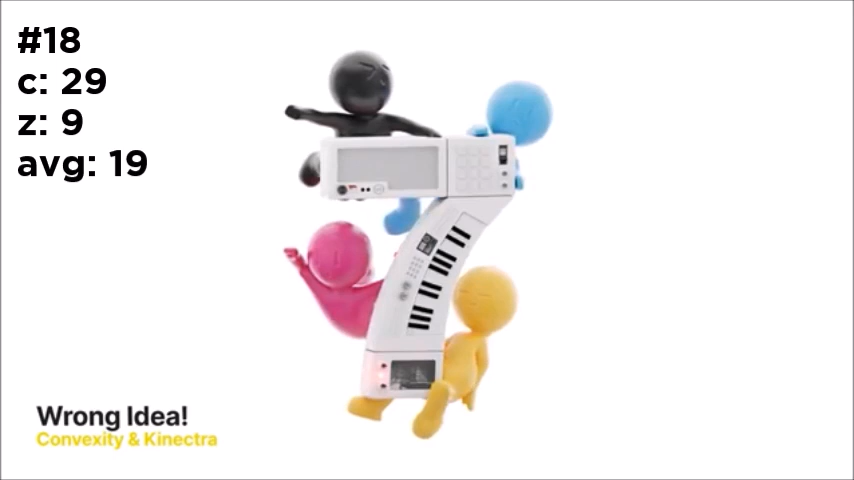 #18
c: 29
z: 9
avg: 19
Wrong Idea!
Convexity & Kinectra